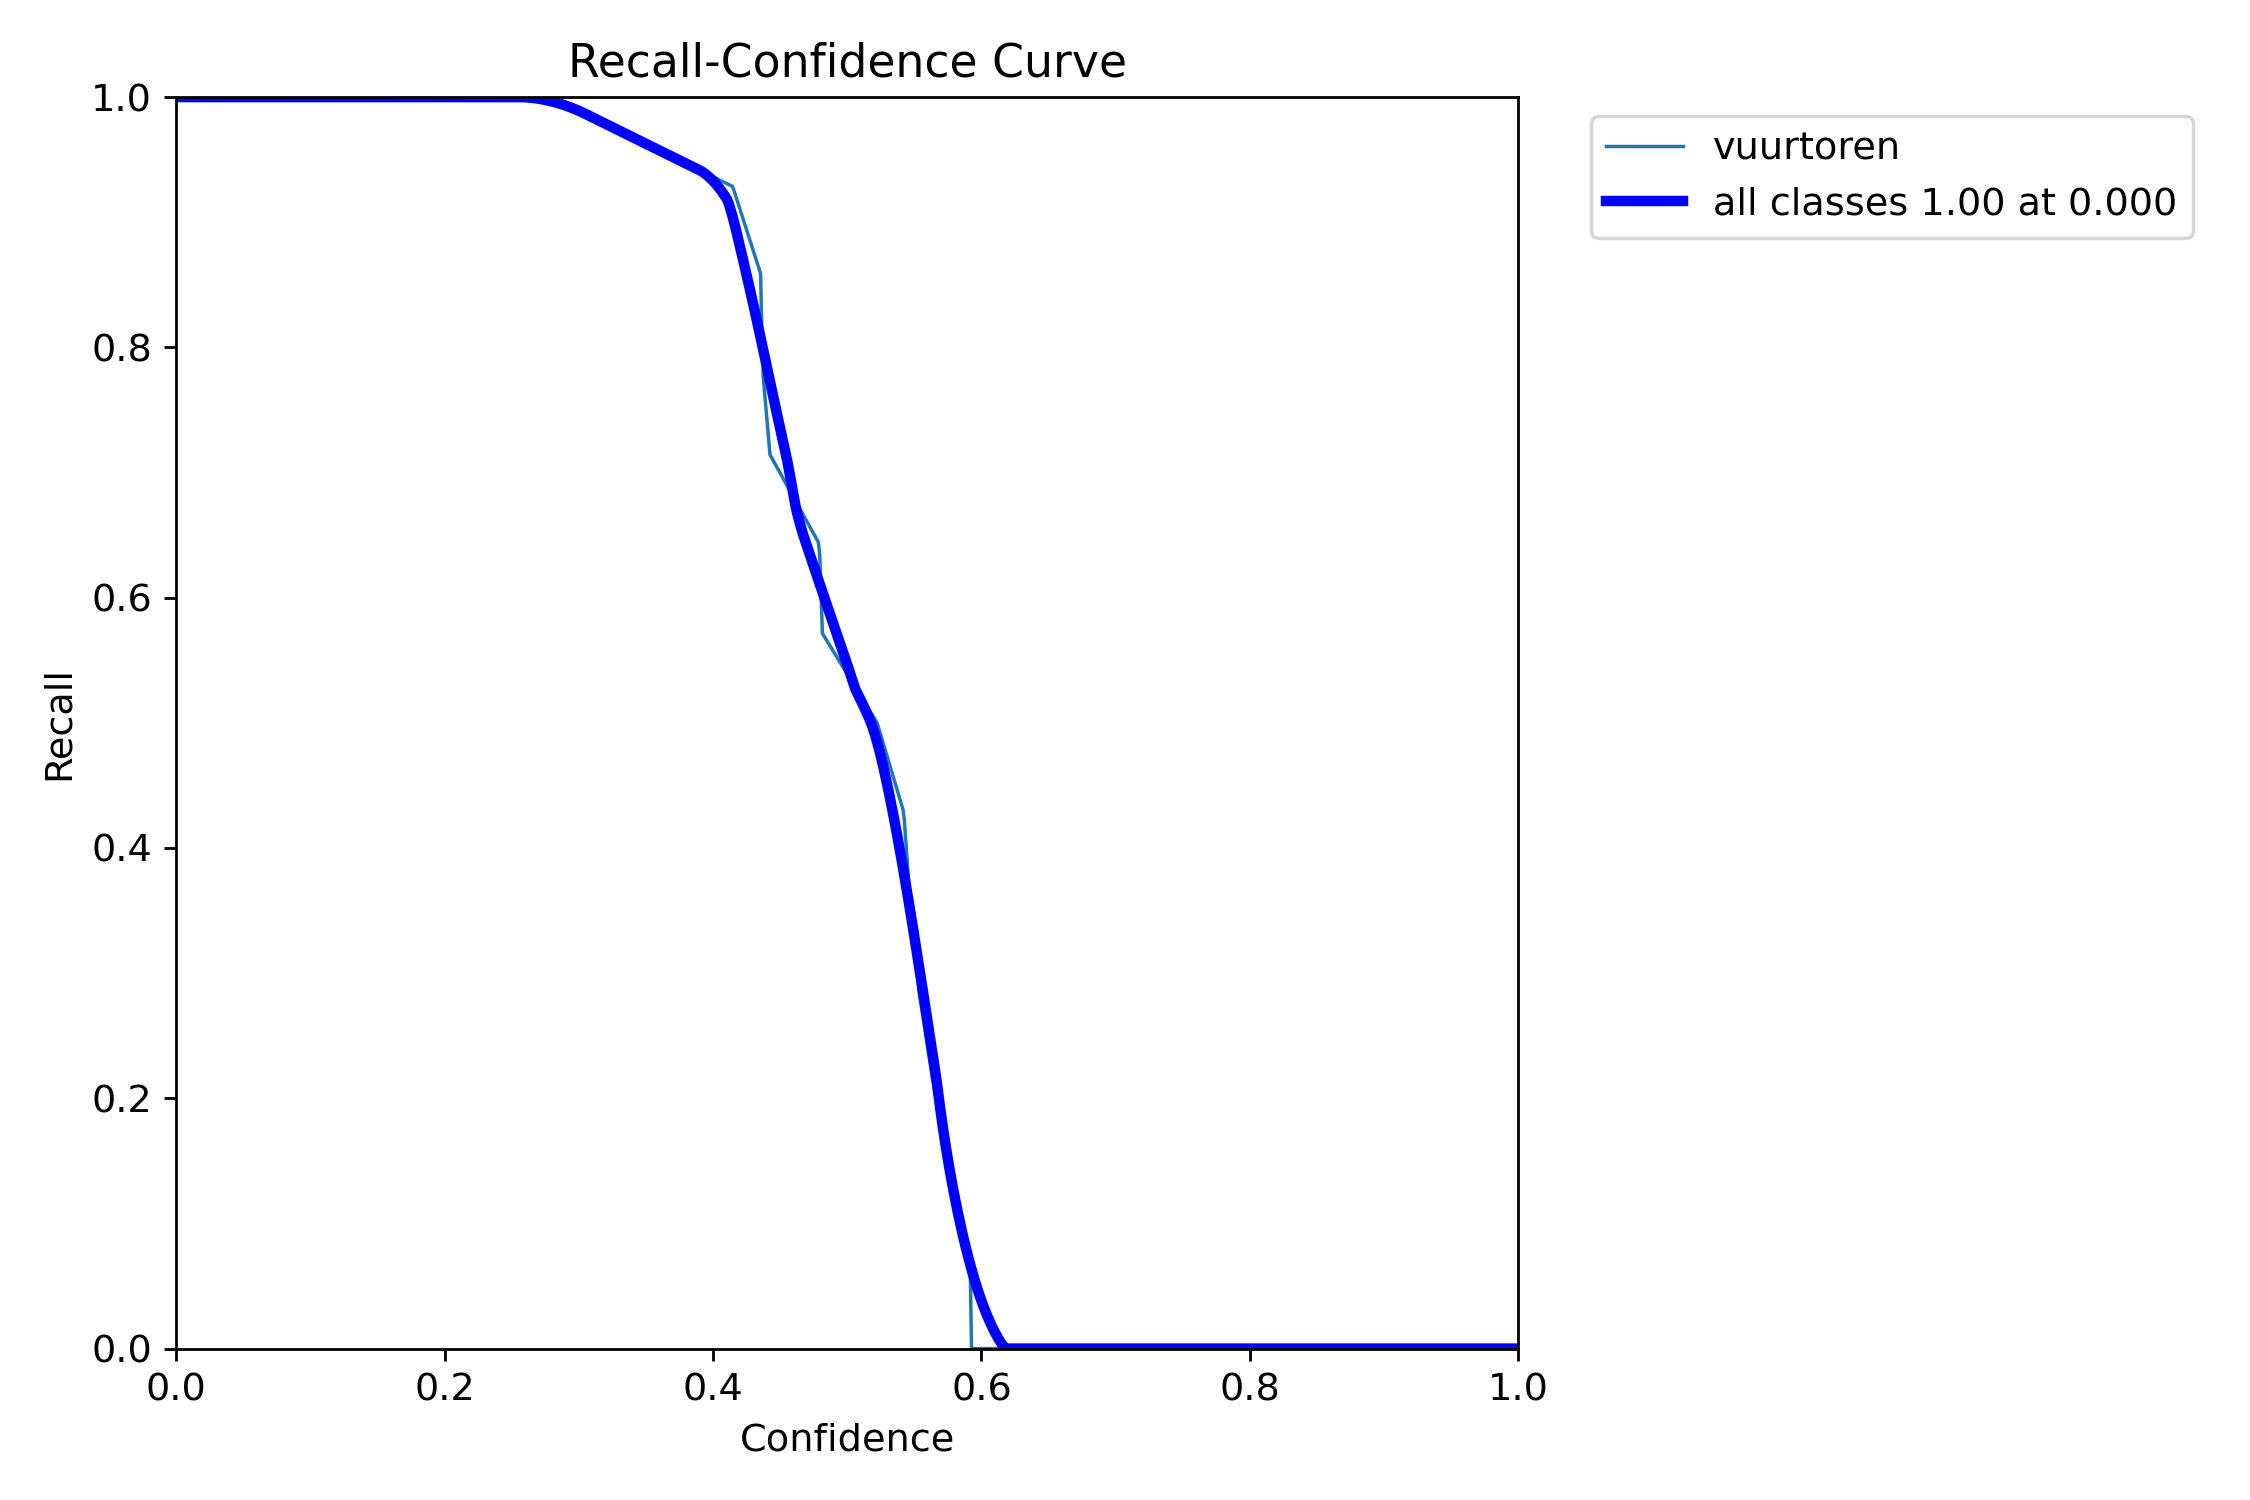 Recall-Confidence Curve
1.0
0.8
0.6
0.4
0.2
0.0
Recall
0.0 0.2 0.4 0.6 0.8 1.0
Confidence
vuurtoren
all classes 1.00 at 0.000